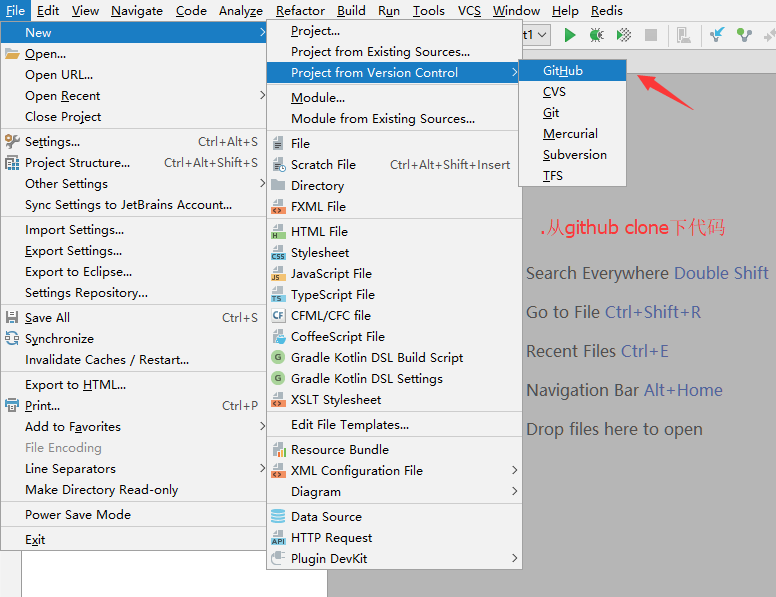 File Edit View Navigate Code Analyze Refactor Build Run Tools VCS Window Help Redis
New
Open...
Open URL...
Open Recent
Close Project
Settings... Ctrl+Alt+S
Project Structure... Ctrl+Alt+Shift+S
Other Settings
Sync Settings to JetBrains Account...
Import Settings...
Export Settings...
Export to Eclipse...
Settings Repository...
Save All Ctrl+S
Synchronize
Invalidate Caches / Restart...
Export to HTML...
Print... Ctrl+P
Add to Favorites
File Encoding
Line Separators
Make Directory Read-only
Power Save Mode
Exit
Project...
Project from Existing Sources...
Project from Version Control
Module...
Module from Existing Sources...
File
Scratch File Ctrl+Alt+Shift+Insert
Directory
FXML File
HTML File
Stylesheet
JavaScript File
TypeScript File
CFML/CFC file
CoffeeScript File
Gradle Kotlin DSL Build Script
Gradle Kotlin DSL Settings
XSLT Stylesheet
Edit File Templates...
Resource Bundle
XML Configuration File
Diagram
Data Source
HTTP Request
Plugin DevKit
t1
GitHub
CVS
Git
Mercurial
Subversion
TFS
.从github clone下代码
Search Everywhere Double Shift
Go to File Ctrl+Shift+R
Recent Files Ctrl+E
Navigation Bar Alt+Home
Drop files here to open